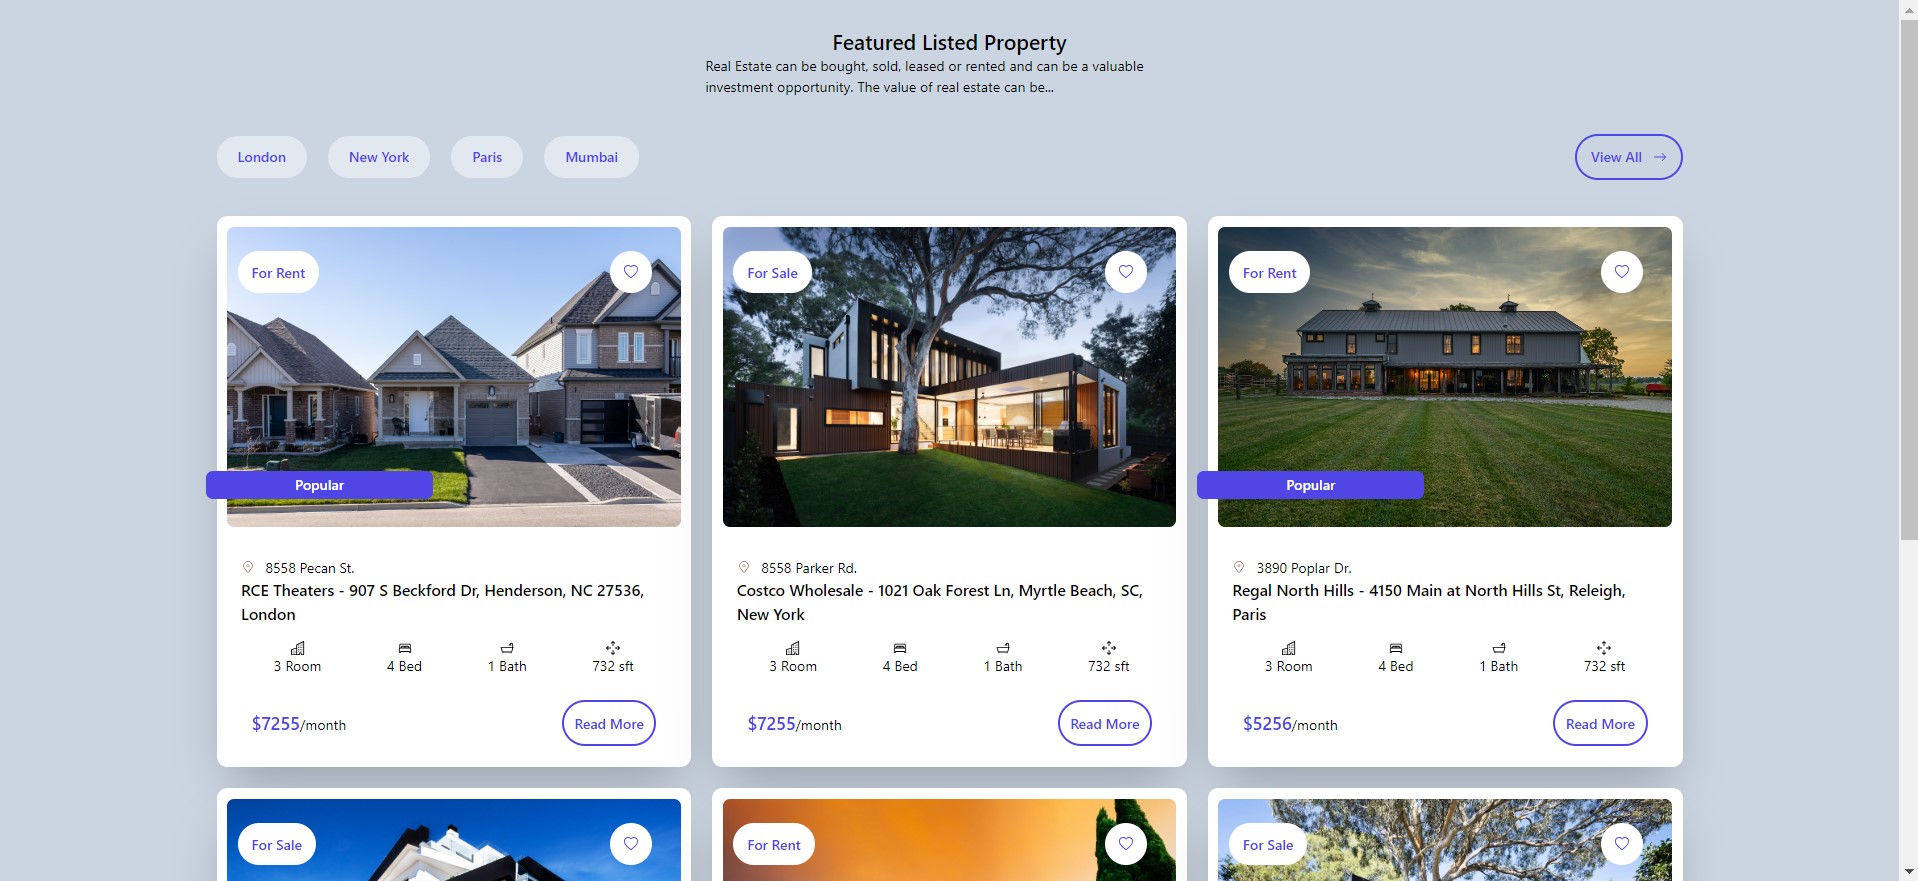 Featured Listed Property
Real Estate can be bought, sold, leased or rented and can be a valuable
investment opportunity. The value of real estate can be...
London
New York
Paris
Mumbai
View All
For Rent
Popular
8558 Pecan St.
RCE Theaters - 907 S Beckford Dr, Henderson, NC 27536,
London
3 Room
4 Bed
1 Bath
732 sft
$7255/month
Read More
For Sale
8558 Parker Rd.
Costco Wholesale - 1021 Oak Forest Ln, Myrtle Beach, SC,
New York
3 Room
4 Bed
1 Bath
732 sft
$7255/month
Read More
For Rent
Popular
3890 Poplar Dr.
Regal North Hills - 4150 Main at North Hills St, Releigh,
Paris
3 Room
4 Bed
1 Bath
732 sft
$5256/month
Read More
For Sale
For Rent
For Sale